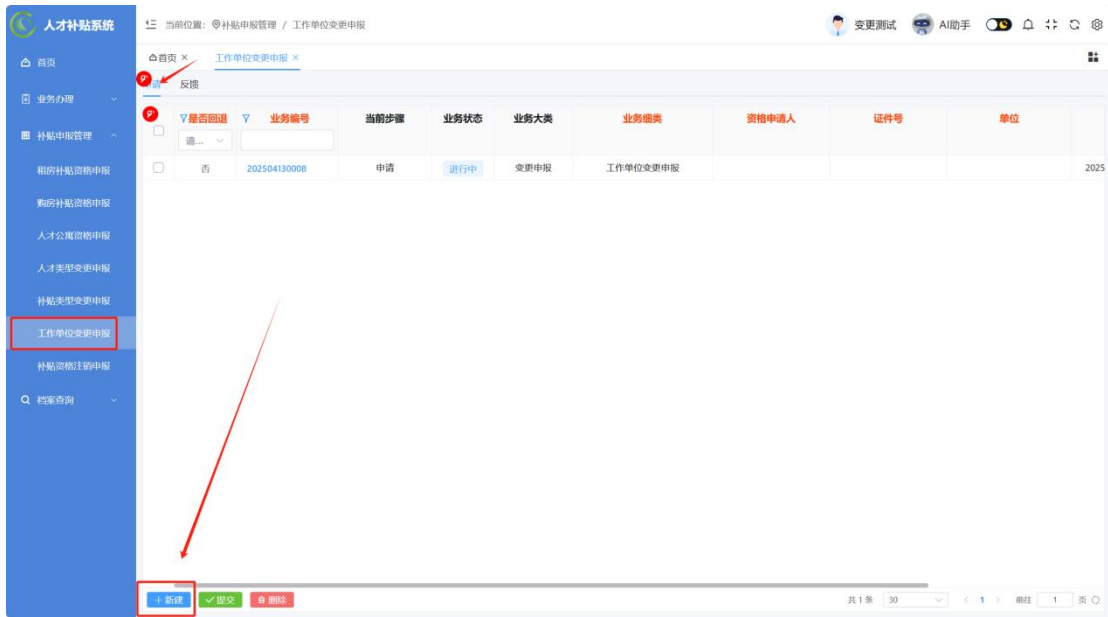 人才补贴系统
当前位置: 补贴申报管理 / 工作单位变更申报
变更测试
AI助手
首页
首页 ×
工作单位变更申报 ×
业务办理
反馈
补贴申报管理
租房补贴资格申报
购房补贴资格申报
人才公寓资格申报
人才类型变更申报
补贴类型变更申报
工作单位变更申报
补贴资格注销申报
档案查询
是否回退 业务编号 当前步骤 业务状态 业务大类 业务细类 资格申请人 证件号 单位
请...
否 202504130008 申请 进行中 变更申报 工作单位变更申报 2025
+ 新建 提交 删除
共 1 条 30 < 1 > 前往 1 页